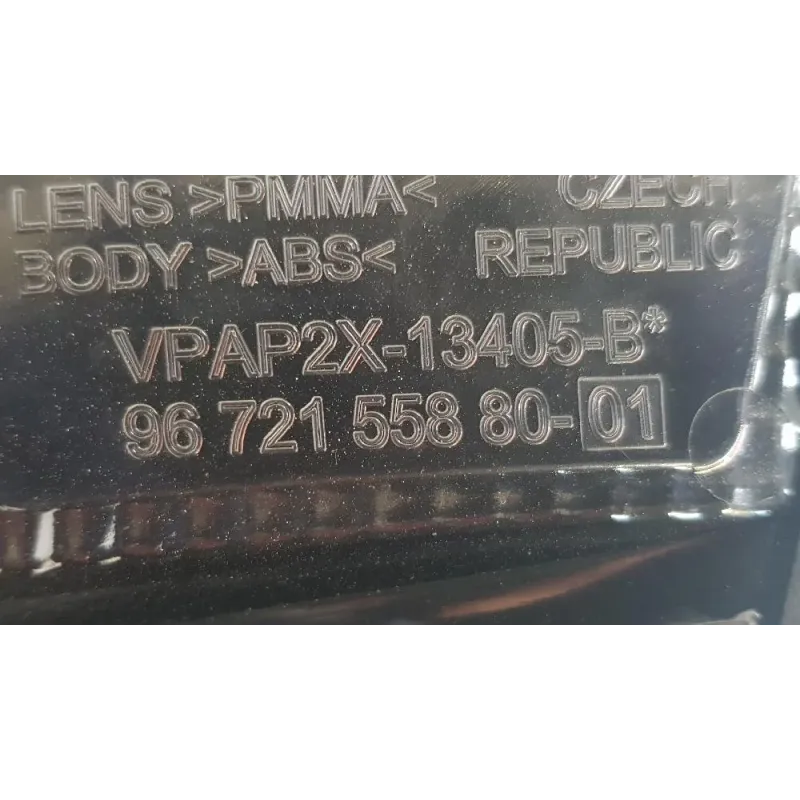 LENS >PMMA< CZECH
BODY >ABS< REPUBLIC
VPAP2X-13405-B*
96 721 558 80-01